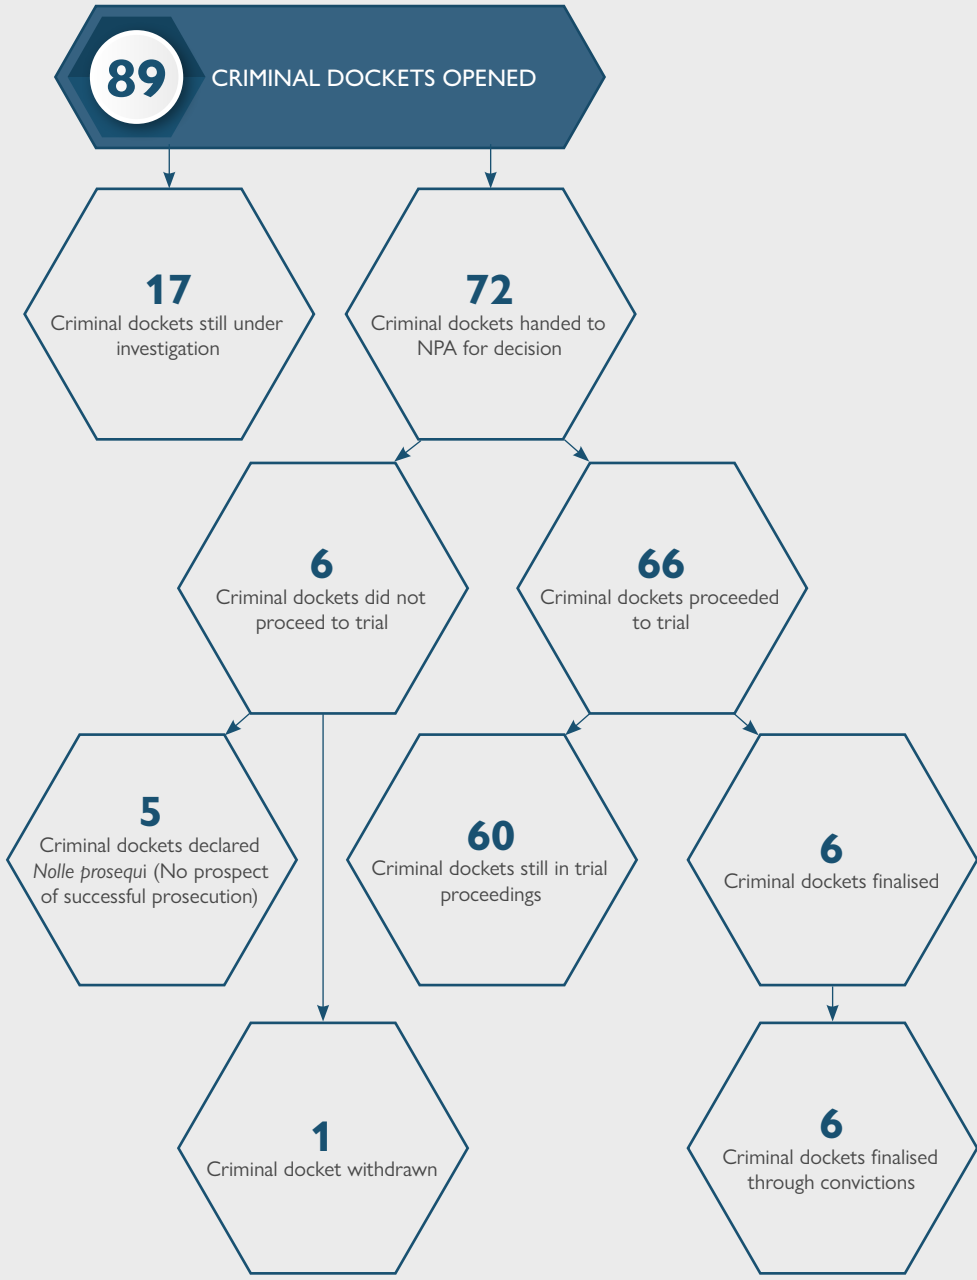 89
CRIMINAL DOCKETS OPENED
17
Criminal dockets still under
investigation
72
Criminal dockets handed to
NPA for decision
6
Criminal dockets did not
proceed to trial
66
Criminal dockets proceeded
to trial
5
Criminal dockets declared
Nolle prosequi (No prospect
of successful prosecution)
60
Criminal dockets still in trial
proceedings
6
Criminal dockets finalised
1
Criminal docket withdrawn
6
Criminal dockets finalised
through convictions